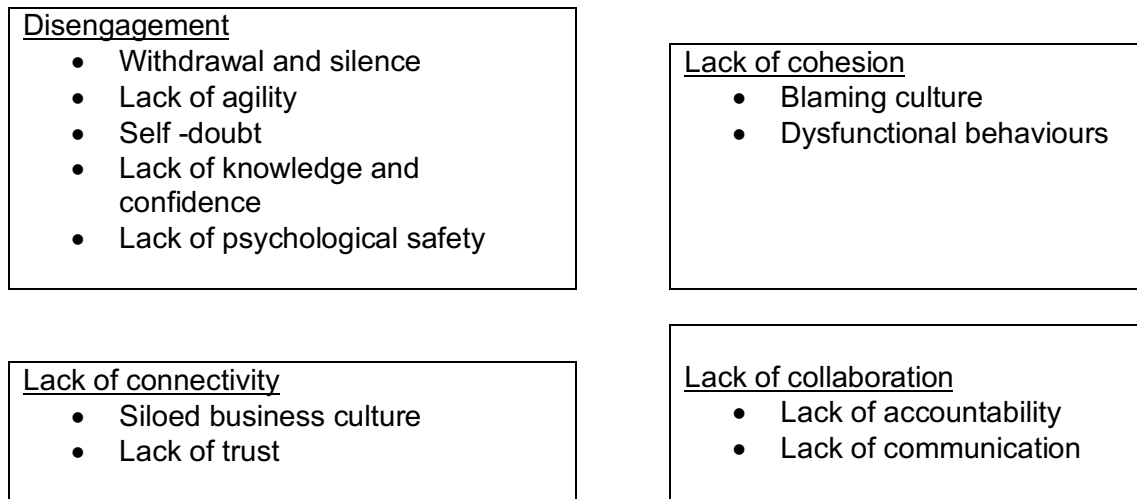 Disengagement
• Withdrawal and silence
• Lack of agility
• Self -doubt
• Lack of knowledge and
confidence
• Lack of psychological safety
Lack of cohesion
• Blaming culture
• Dysfunctional behaviours
Lack of connectivity
• Siloed business culture
• Lack of trust
Lack of collaboration
• Lack of accountability
• Lack of communication